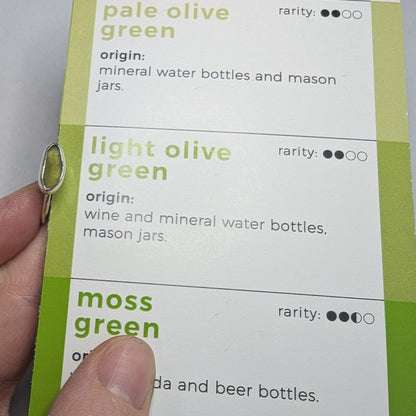 pale olive
green
rarity:
origin:
mineral water bottles and mason
jars.
light olive
green
rarity:
origin:
wine and mineral water bottles,
mason jars.
moss
green
rarity:
da and beer bottles.